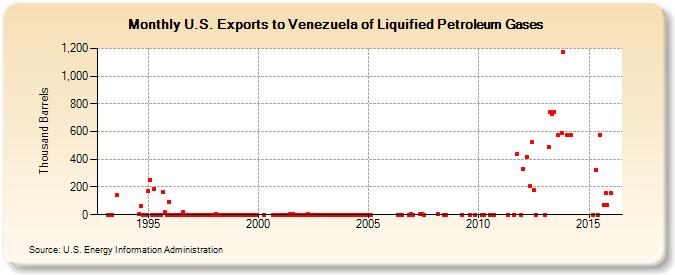 Monthly U.S. Exports to Venezuela of Liquified Petroleum Gases
Thousand Barrels
1,200
1,000
800
600
400
200
0
1995 2000 2005 2010 2015
Source: U.S. Energy Information Administration